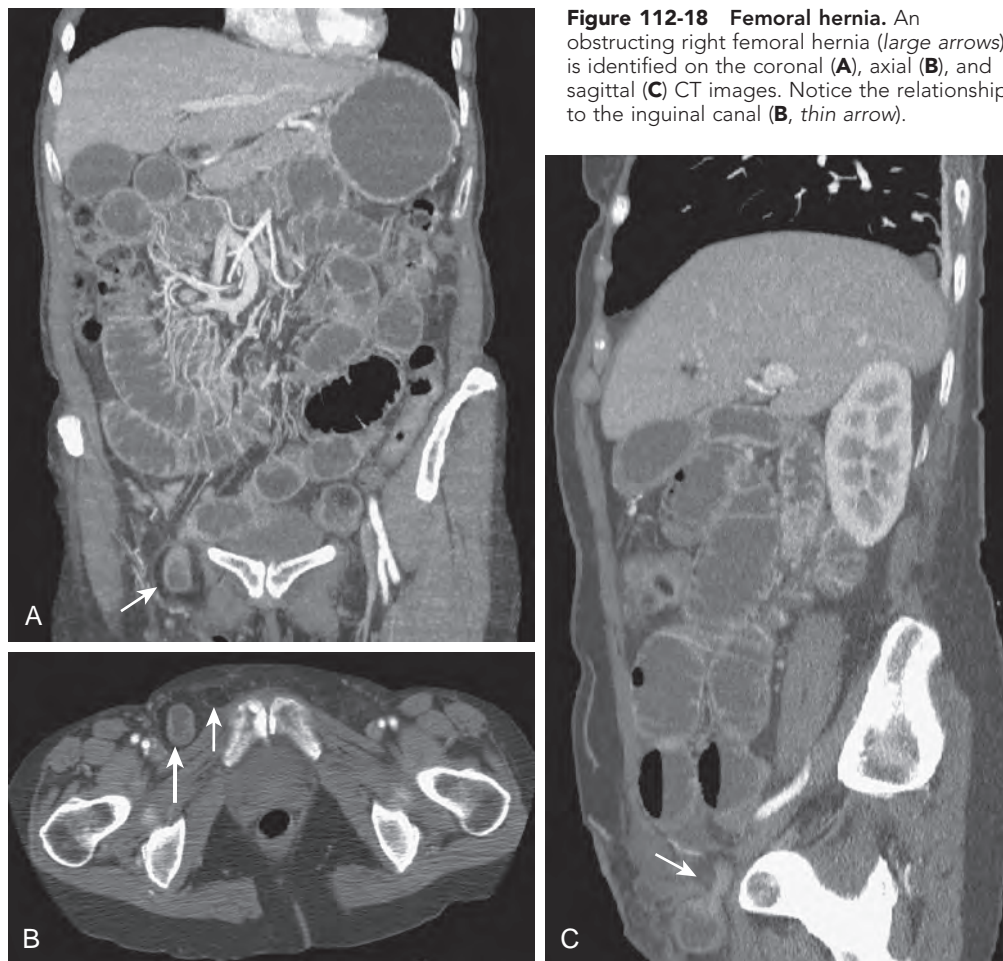 Figure 112-18 Femoral hernia. An
obstructing right femoral hernia (large arrows)
is identified on the coronal (A), axial (B), and
sagittal (C) CT images. Notice the relationship
to the inguinal canal (B, thin arrow).
A
B
C